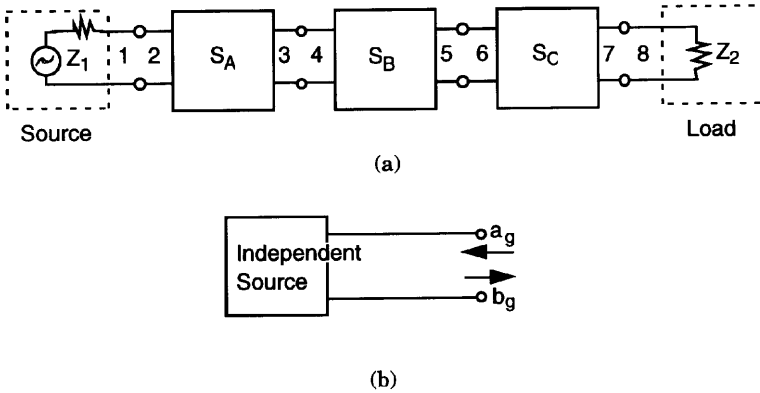 Z1 1 2 SA 3 4 SB 5 6 SC 7 8 Z2
Source
Load
(a)
ag
Independent
Source
bg
(b)